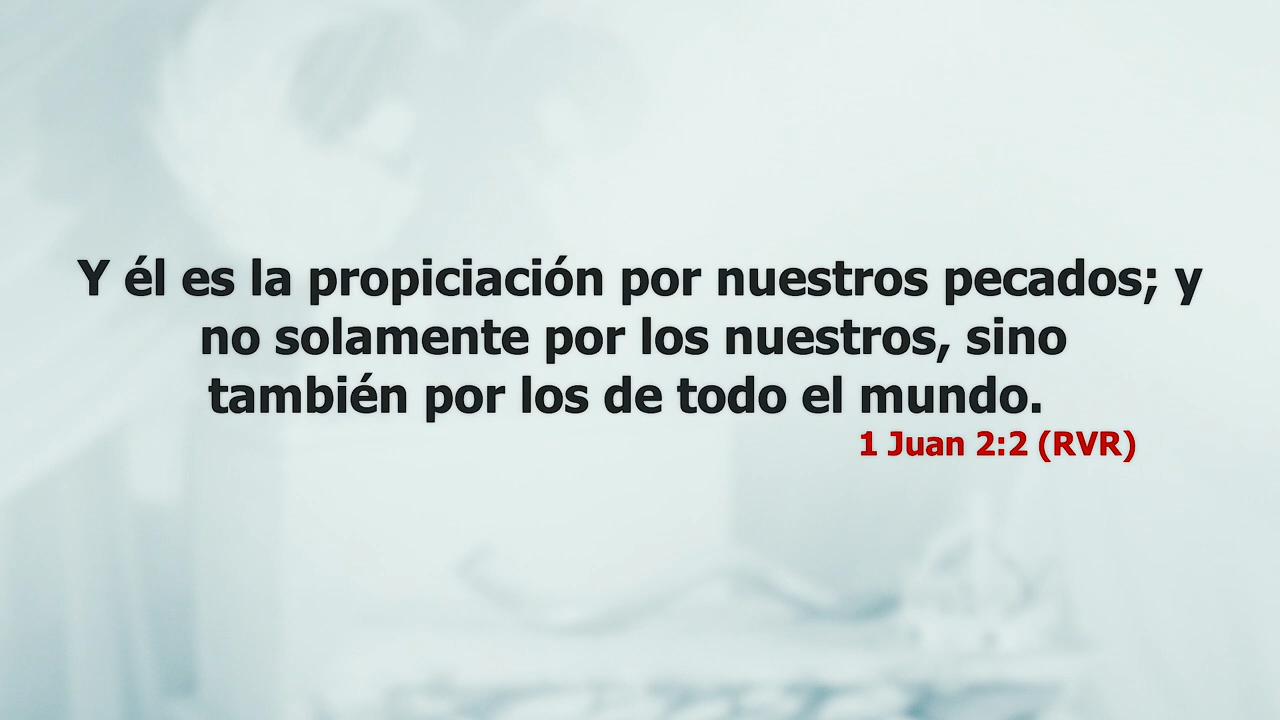 Y él es la propiciación por nuestros pecados; y
no solamente por los nuestros, sino
también por los de todo el mundo.
1 Juan 2:2 (RVR)